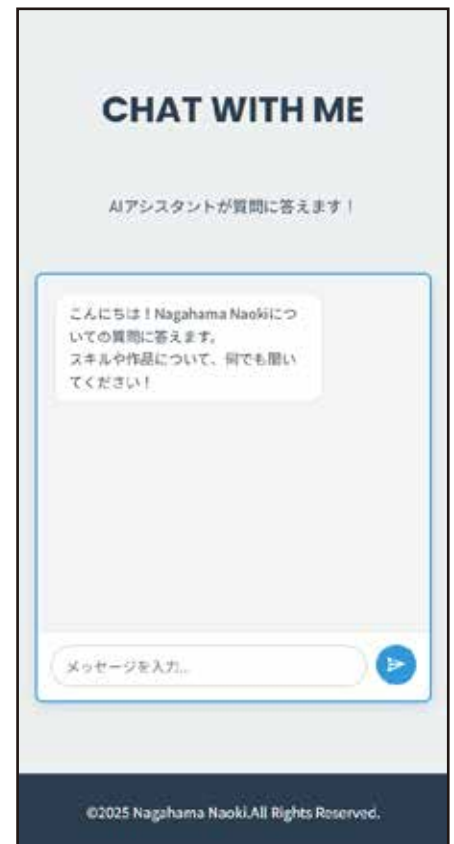 CHAT WITH ME
AIアシスタントが質問に答えます！
こんにちは！Nagahama Naokiにつ
いての質問に答えます。
スキルや作品について、何でも聞い
てください！
メッセージを入力...
©2025 Nagahama Naoki.All Rights Reserved.